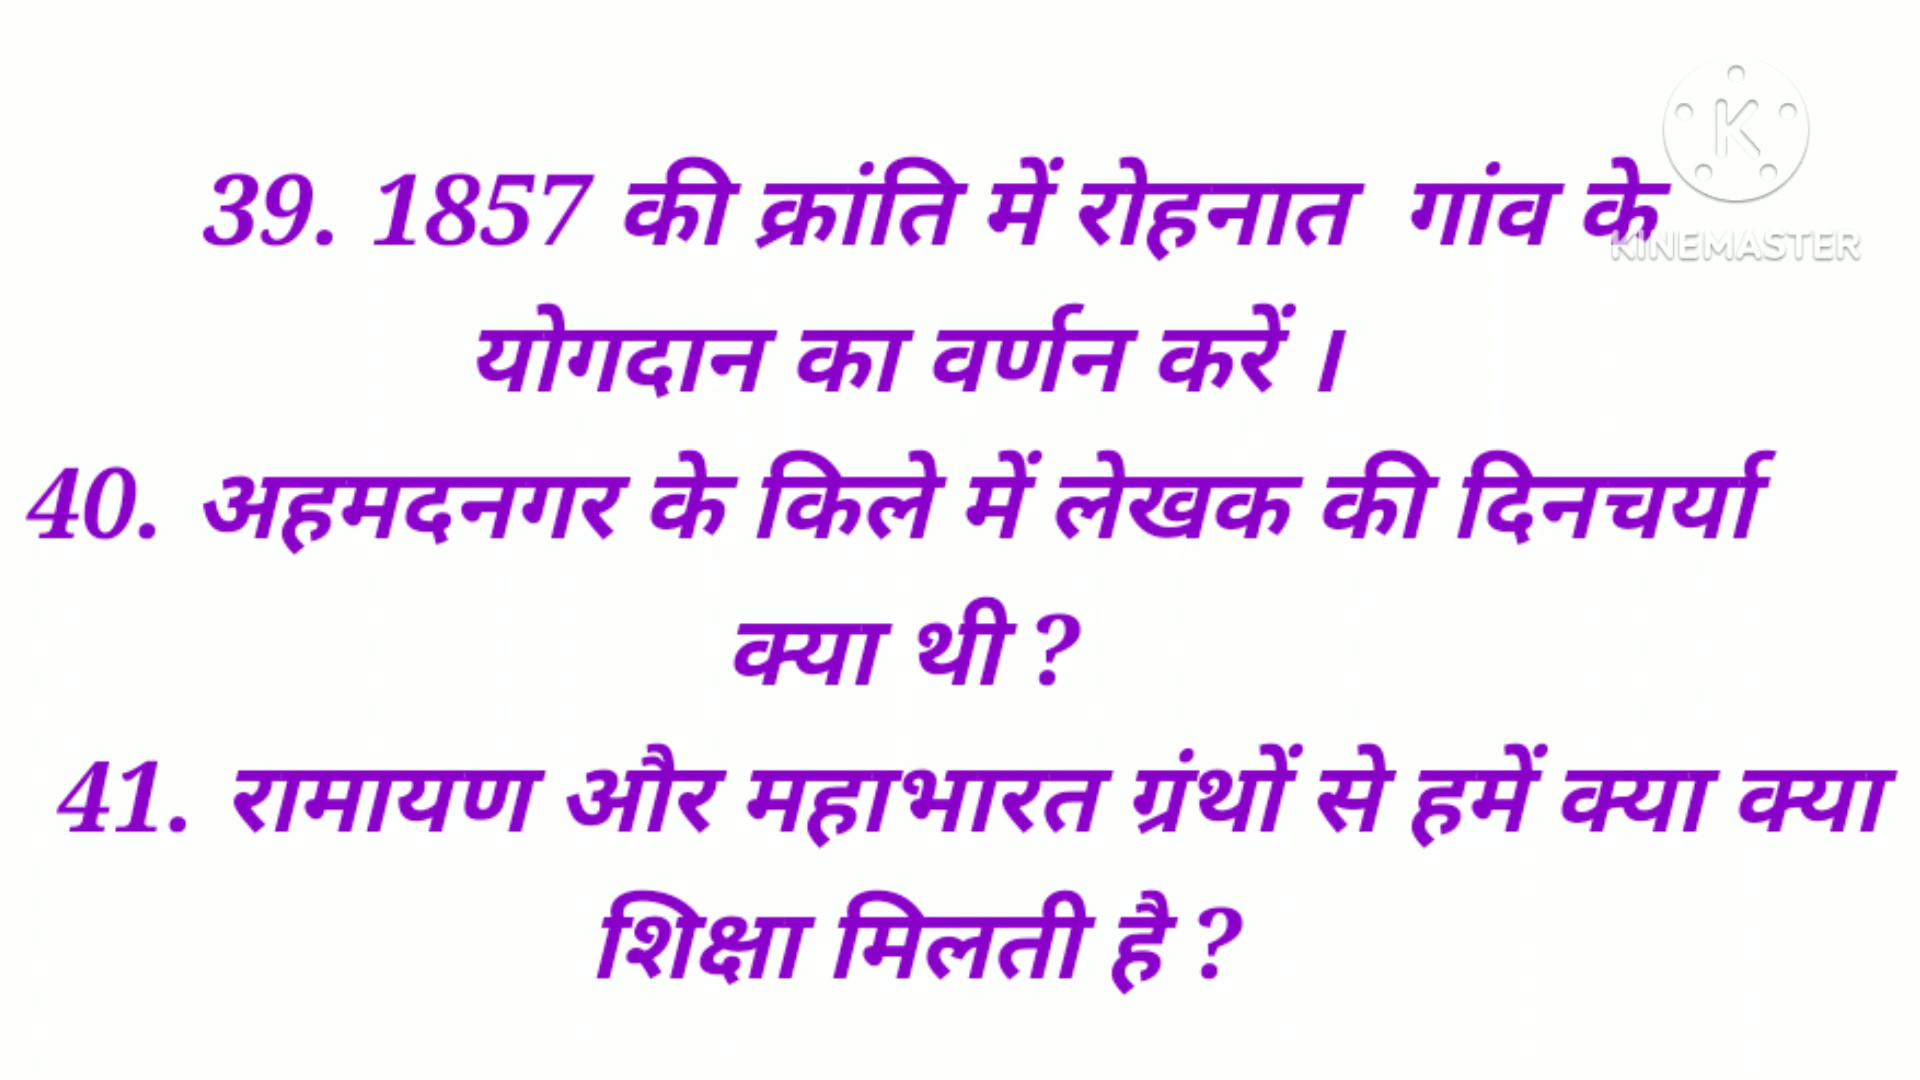 39. 1857 की क्रांति में रोहनात गांव के
योगदान का वर्णन करें ।
40. अहमदनगर के किले में लेखक की दिनचर्या
क्या थी ?
41. रामायण और महाभारत ग्रंथों से हमें क्या क्या
शिक्षा मिलती है ?
K
KINEMASTER